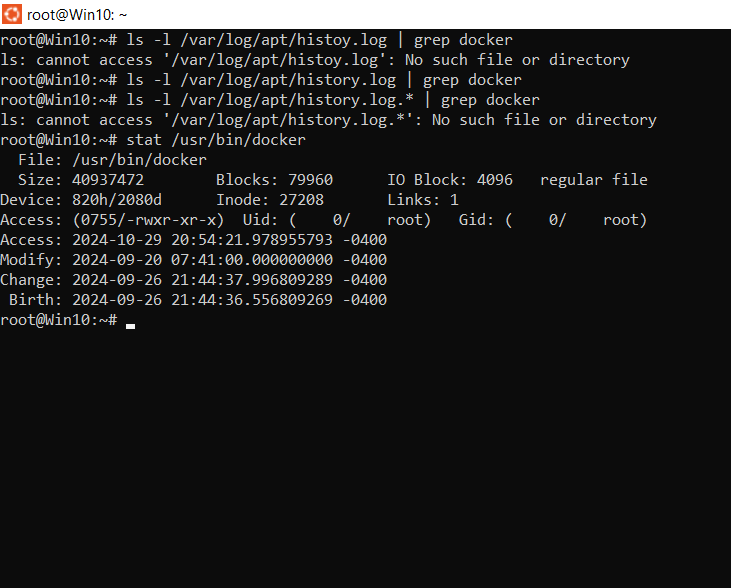 root@Win10: ~
root@Win10:~# ls -l /var/log/apt/histoy.log | grep docker
ls: cannot access '/var/log/apt/histoy.log': No such file or directory
root@Win10:~# ls -l /var/log/apt/history.log | grep docker
root@Win10:~# ls -l /var/log/apt/history.log.* | grep docker
ls: cannot access '/var/log/apt/history.log.*': No such file or directory
root@Win10:~# stat /usr/bin/docker
  File: /usr/bin/docker
  Size: 40937472        Blocks: 79960      IO Block: 4096   regular file
Device: 820h/2080d      Inode: 27208       Links: 1
Access: (0755/-rwxr-xr-x)  Uid: (    0/    root)   Gid: (    0/    root)
Access: 2024-10-29 20:54:21.978955793 -0400
Modify: 2024-09-20 07:41:00.000000000 -0400
Change: 2024-09-26 21:44:37.996809289 -0400
 Birth: 2024-09-26 21:44:36.556809269 -0400
root@Win10:~#